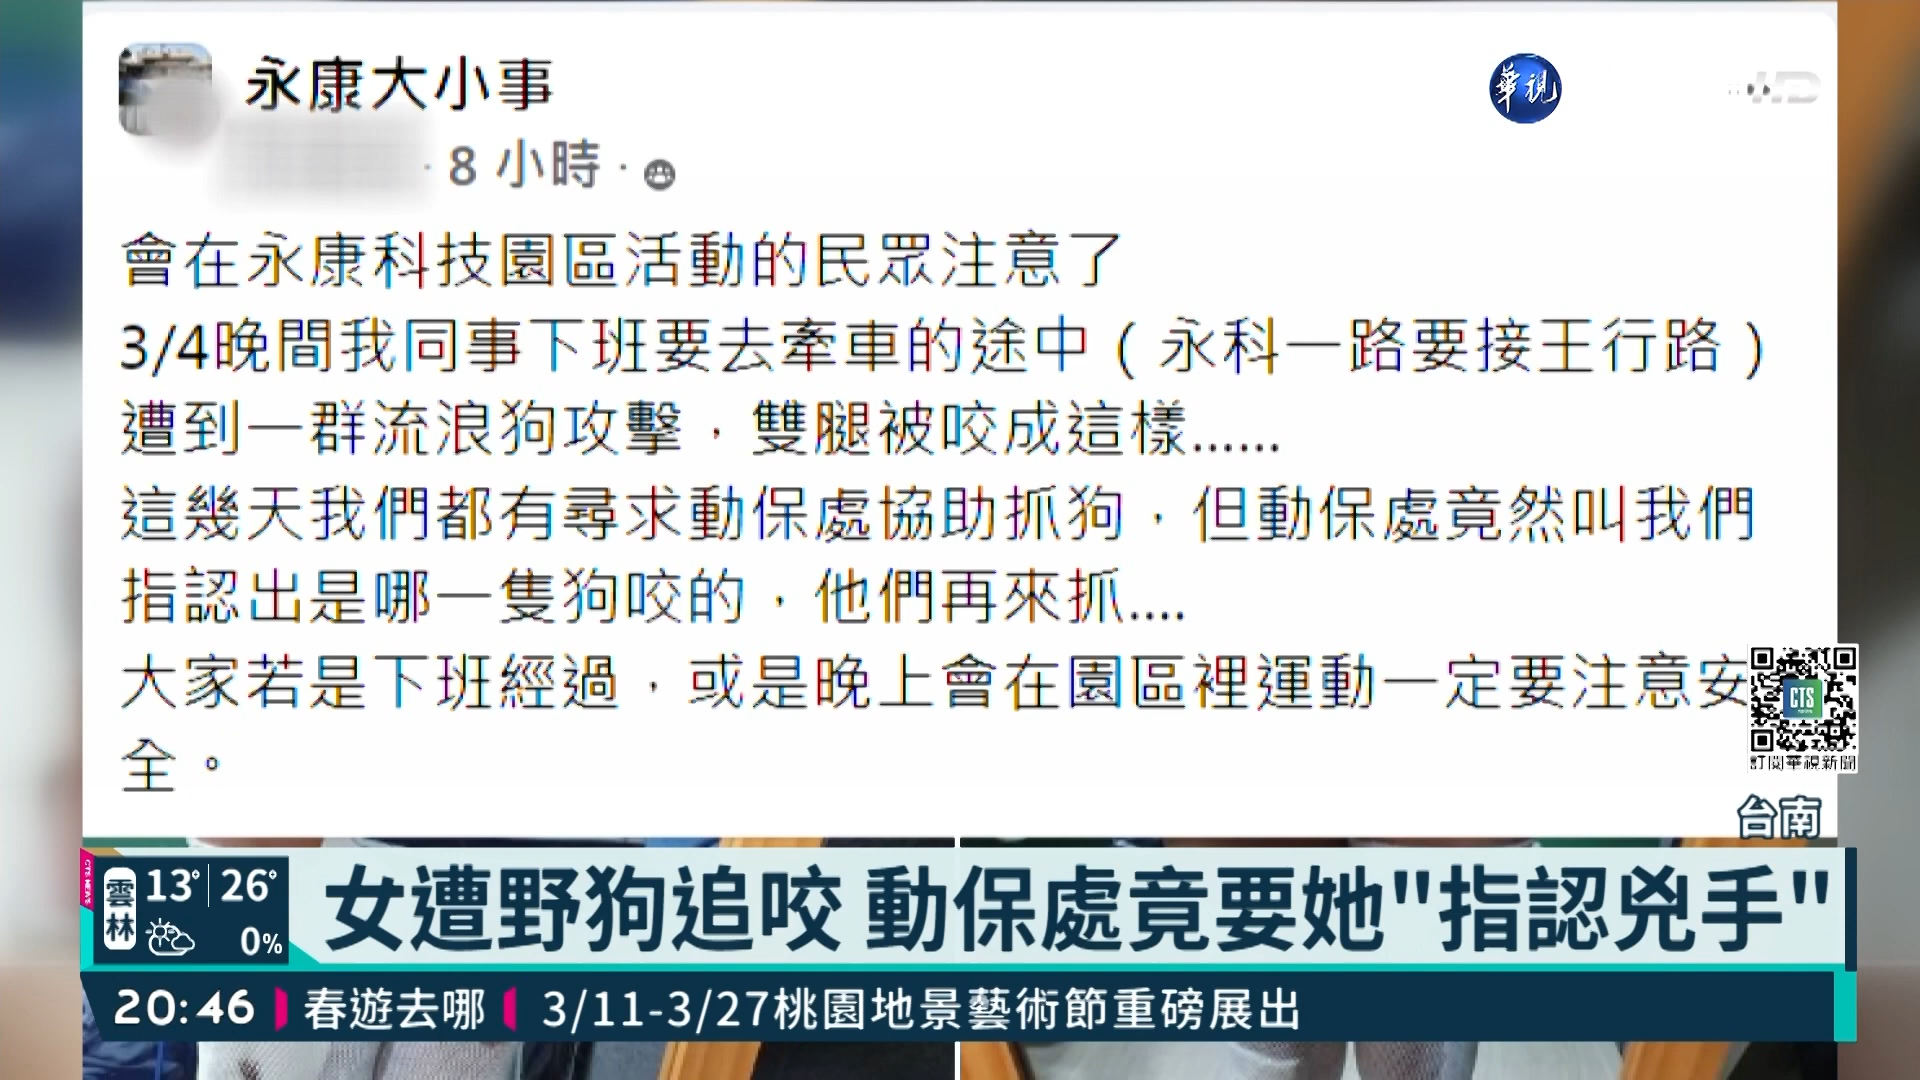 永康大小事
· 8 小時 ·
華視
HD
會在永康科技園區活動的民眾注意了
3/4晚間我同事下班要去牽車的途中（永科一路要接王行路）
遭到一群流浪狗攻擊，雙腿被咬成這樣......
這幾天我們都有尋求動保處協助抓狗，但動保處竟然叫我們
指認出是哪一隻狗咬的，他們再來抓....
大家若是下班經過，或是晚上會在園區裡運動一定要注意安
全。
CTS
訂閱華視新聞
台南
CTS NEWS
雲林
13° 26°
0%
女遭野狗追咬 動保處竟要她"指認兇手"
20:46 春遊去哪 3/11-3/27桃園地景藝術節重磅展出